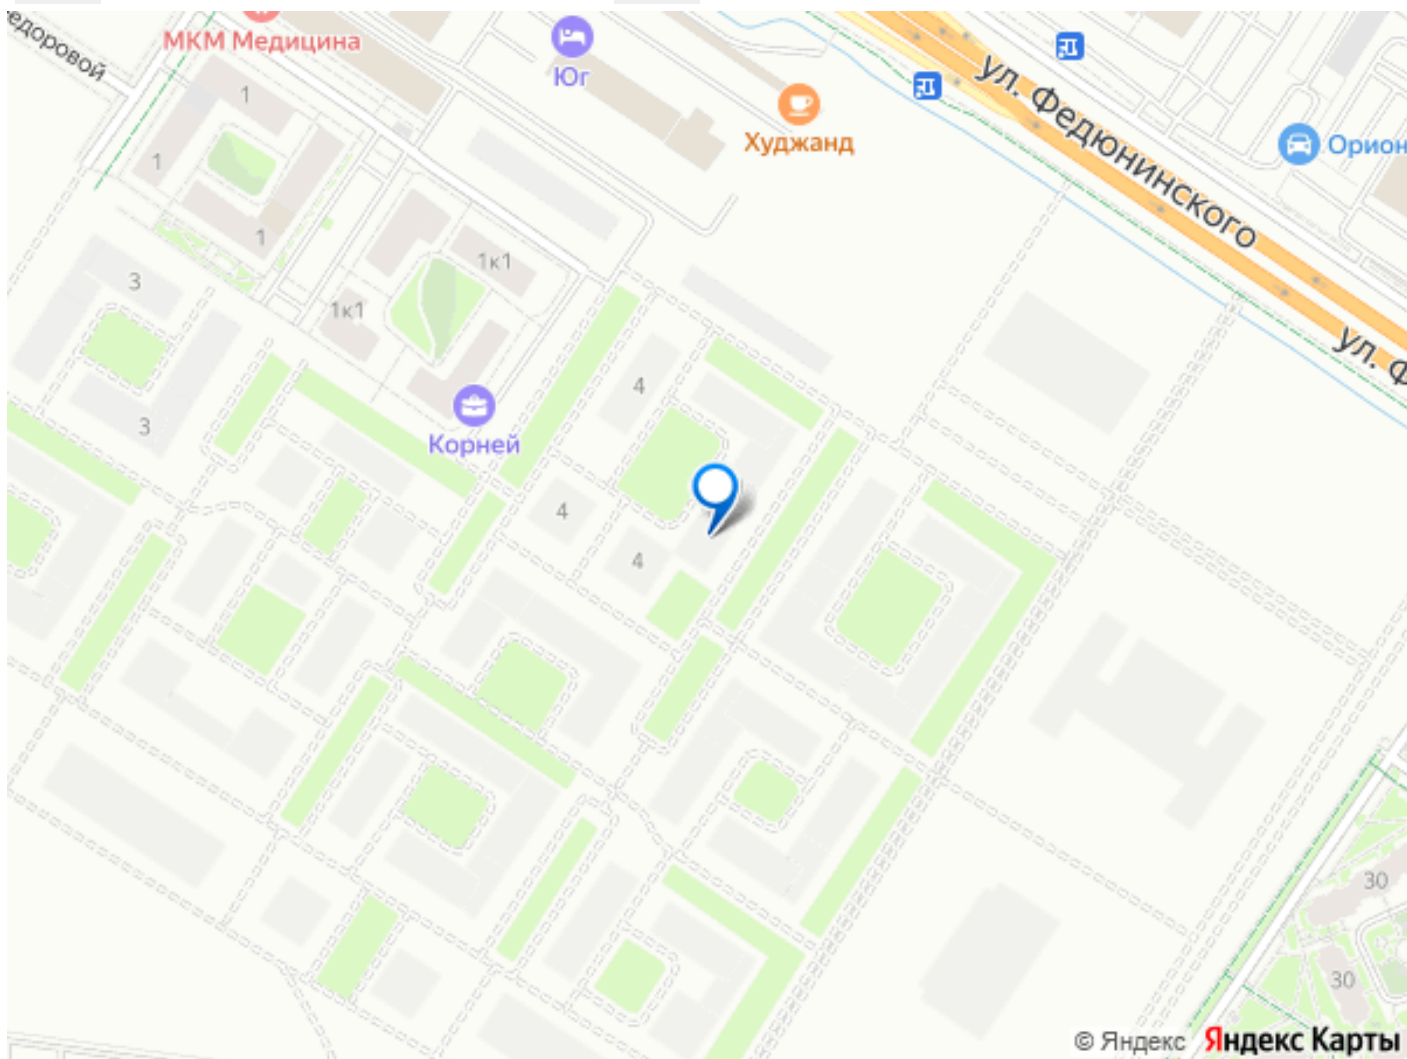 едоровой
МКМ Медицина
Юг
Худжанд
ул. Федюнинского
Орион
ул. Ф
1
1
1
1к1
1к1
3
3
4
4
4
Корней
30
30
© Яндекс Яндекс Карты